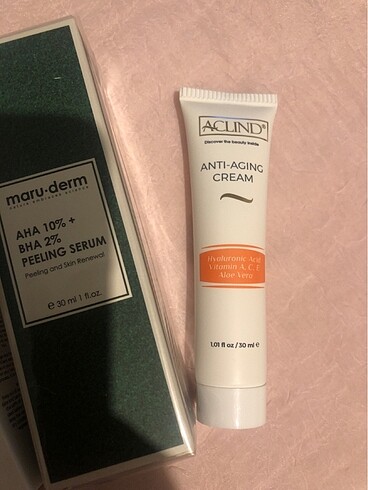 maru·derm
AHA 10% +
BHA 2%
PEELING SERUM
Peeling and Skin Renewal
e 30 ml 1 fl.oz.
ACLIND®
Discover the beauty inside
ANTI-AGING
CREAM
Hyaluronic Acid
Vitamin A, C, E
Aloe Vera
1.01 fl oz / 30 ml e